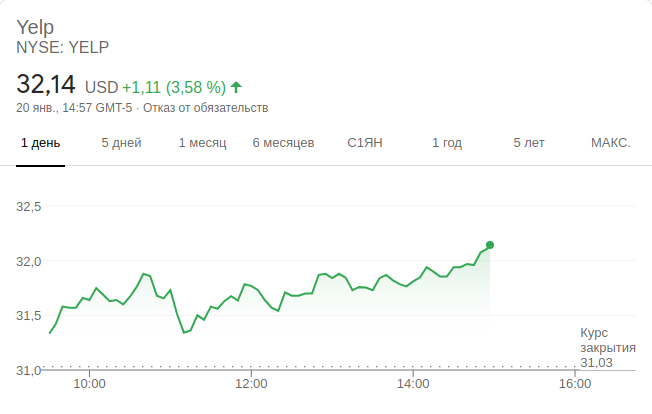 Yelp
NYSE: YELP
32,14 USD +1,11 (3,58 %)
20 янв., 14:57 GMT-5 · Отказ от обязательств
1 день 5 дней 1 месяц 6 месяцев С1ЯН 1 год 5 лет МАКС.
32,5
32,0
31,5
Курс
закрытия
31,03
31,0
10:00 12:00 14:00 16:00